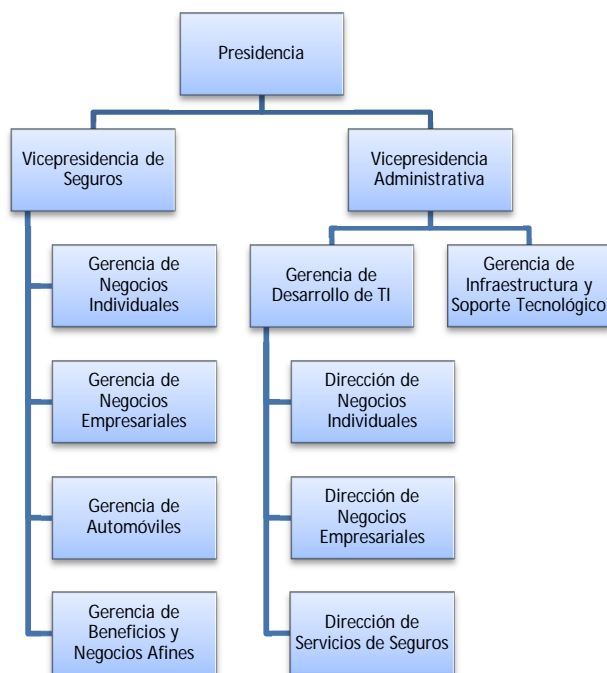 Presidencia
Vicepresidencia de
Seguros
Vicepresidencia
Administrativa
Gerencia de
Negocios
Individuales
Gerencia de
Negocios
Empresariales
Gerencia de
Automóviles
Gerencia de
Beneficios y
Negocios Afines
Gerencia de
Desarrollo de TI
Gerencia de
Infraestructura y
Soporte Tecnológico
Dirección de
Negocios
Individuales
Dirección de
Negocios
Empresariales
Dirección de
Servicios de Seguros